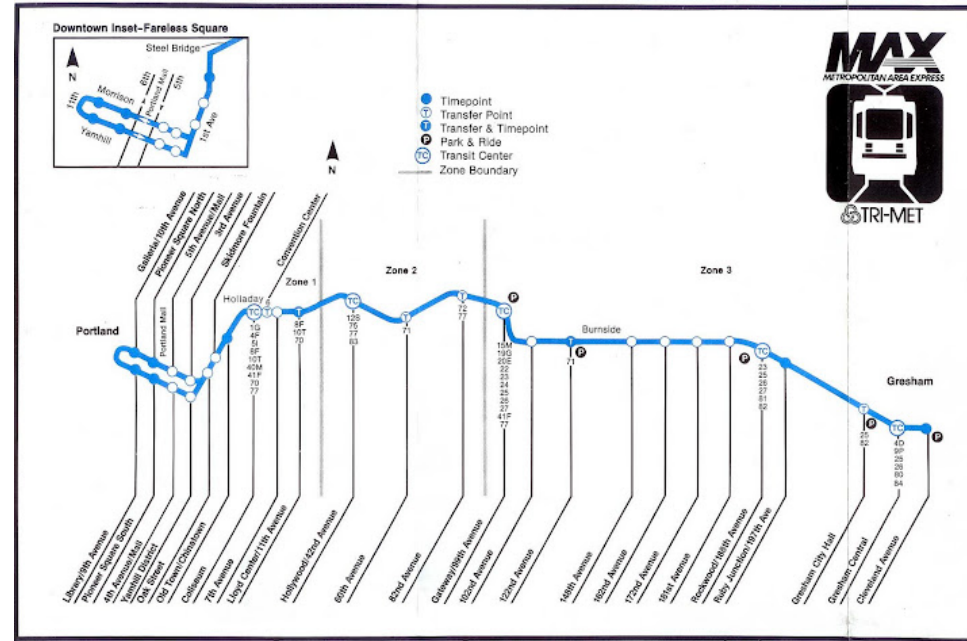 Downtown Inset–Fareless Square
Steel Bridge
N
Morrison
6th
Portland Mall
5th
11th
Yamhill
1st Ave
MAX
METROPOLITAN AREA EXPRESS
TRI-MET
Timepoint
T Transfer Point
T Transfer & Timepoint
P Park & Ride
TC Transit Center
Zone Boundary
N
Galleria/10th Avenue
Pioneer Square North
5th Avenue/Mall
3rd Avenue
Skidmore Fountain
Convention Center
Zone 1
Zone 2
Zone 3
Portland
Portland Mall
Holladay
Burnside
Gresham
TC
1G
4F
5I
8F
10T
40M
41F
70
77
T
6
T
8F
10T
70
TC
12S
75
77
83
T
71
T
72
77
P
TC
15M
19G
20E
22
23
24
25
26
27
41F
77
T
P
71
P
TC
23
25
26
27
81
82
T
P
25
82
TC
4D
9P
25
26
80
84
P
Library/9th Avenue
Pioneer Square South
4th Avenue/Mall
Yamhill District
Oak Street
Old Town/Chinatown
Coliseum
7th Avenue
Lloyd Center/11th Avenue
Hollywood/42nd Avenue
60th Avenue
82nd Avenue
Gateway/99th Avenue
102nd Avenue
122nd Avenue
148th Avenue
162nd Avenue
172nd Avenue
181st Avenue
Rockwood/188th Avenue
Ruby Junction/197th Ave
Gresham City Hall
Gresham Central
Cleveland Avenue